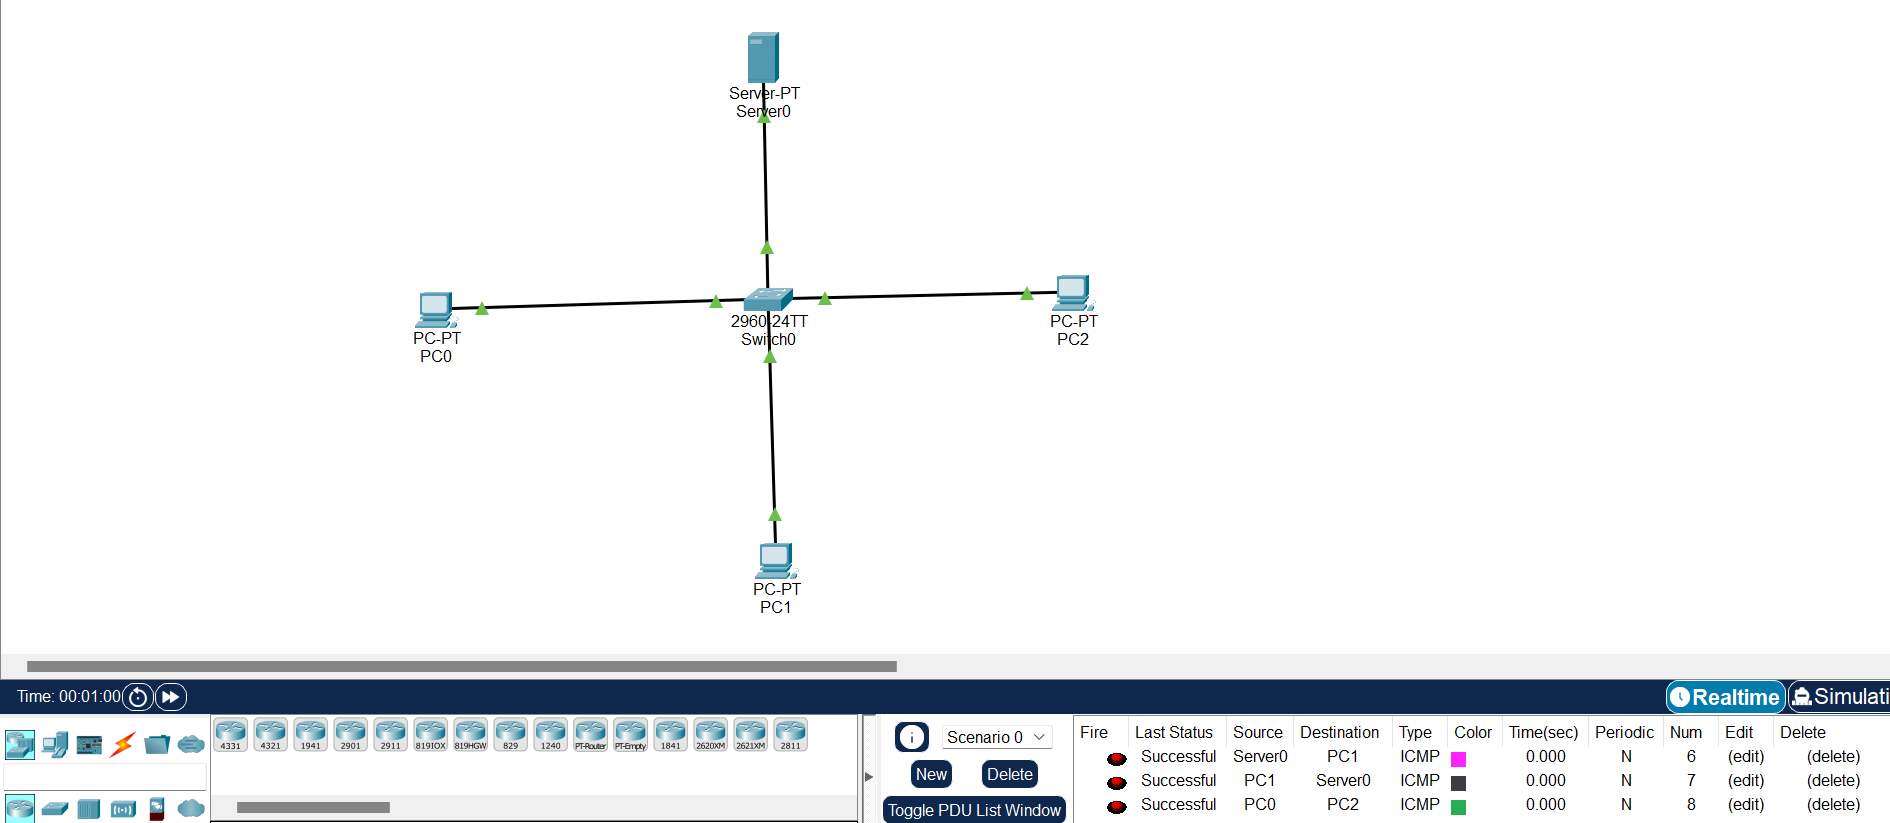 Server-PT
Server0
2960-24TT
Switch0
PC-PT
PC0
PC-PT
PC2
PC-PT
PC1
Time: 00:01:00
Realtime
Simulati
4331
4321
1941
2901
2911
819IOX
819HGW
829
1240
PT-Router
PT-Empty
1841
2620XM
2621XM
2811
Scenario 0
New
Delete
Toggle PDU List Window
Fire Last Status Source Destination Type Color Time(sec) Periodic Num Edit Delete
Successful Server0 PC1 ICMP 0.000 N 6 (edit) (delete)
Successful PC1 Server0 ICMP 0.000 N 7 (edit) (delete)
Successful PC0 PC2 ICMP 0.000 N 8 (edit) (delete)